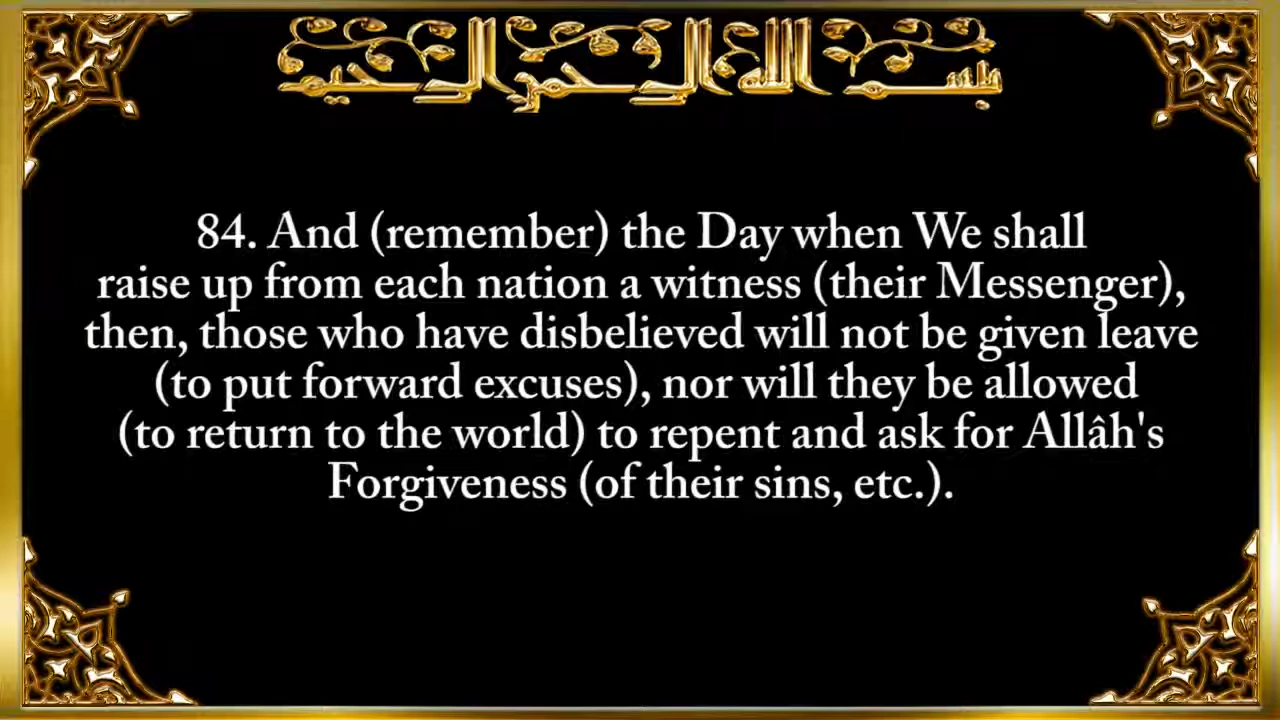 بسم الله الرحمن الرحيم
84. And (remember) the Day when We shall
raise up from each nation a witness (their Messenger),
then, those who have disbelieved will not be given leave
(to put forward excuses), nor will they be allowed
(to return to the world) to repent and ask for Allâh's
Forgiveness (of their sins, etc.).